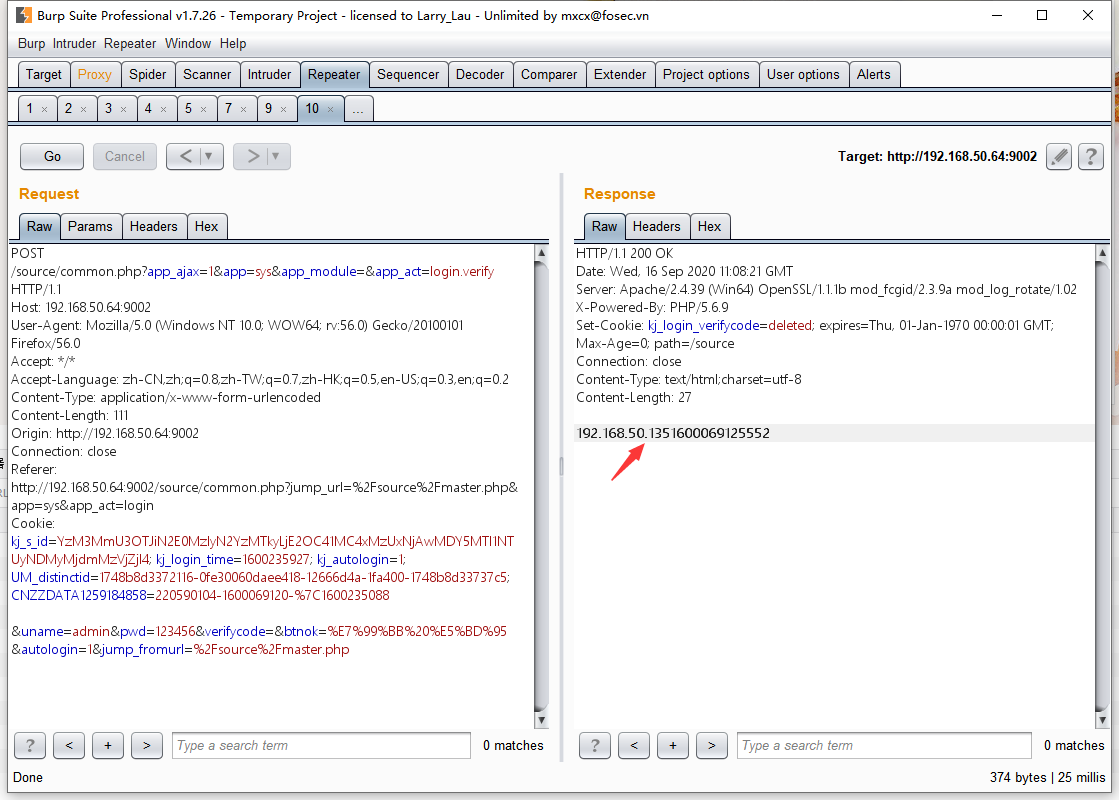 Burp Suite Professional v1.7.26 - Temporary Project - licensed to Larry_Lau - Unlimited by mxcx@fosec.vn
Burp Intruder Repeater Window Help
Target Proxy Spider Scanner Intruder Repeater Sequencer Decoder Comparer Extender Project options User options Alerts
1 × 2 × 3 × 4 × 5 × 7 × 9 × 10 × ...
Go Cancel < ▼ > ▼ Target: http://192.168.50.64:9002 ?
Request
Raw Params Headers Hex
POST
/source/common.php?app_ajax=1&app=sys&app_module=&app_act=login.verify
HTTP/1.1
Host: 192.168.50.64:9002
User-Agent: Mozilla/5.0 (Windows NT 10.0; WOW64; rv:56.0) Gecko/20100101
Firefox/56.0
Accept: */*
Accept-Language: zh-CN,zh;q=0.8,zh-TW;q=0.7,zh-HK;q=0.5,en-US;q=0.3,en;q=0.2
Content-Type: application/x-www-form-urlencoded
Content-Length: 111
Origin: http://192.168.50.64:9002
Connection: close
Referer:
http://192.168.50.64:9002/source/common.php?jump_url=%2Fsource%2Fmaster.php&
app=sys&app_act=login
Cookie:
kj_login_time=1600235927; kj_autologin=1;
UM_distinctid=1748b8d3372116-0fe30060daee418-12666d4a-1fa400-1748b8d33737c5;
CNZZDATA1259184858=220590104-1600069120-%7C1600235088
&uname=admin&pwd=123456&verifycode=&btnok=%E7%99%BB%20%E5%BD%95
&autologin=1&jump_fromurl=%2Fsource%2Fmaster.php
? < + > Type a search term 0 matches
Response
Raw Headers Hex
HTTP/1.1 200 OK
Date: Wed, 16 Sep 2020 11:08:21 GMT
Server: Apache/2.4.39 (Win64) OpenSSL/1.1.1b mod_fcgid/2.3.9a mod_log_rotate/1.02
X-Powered-By: PHP/5.6.9
Set-Cookie: kj_login_verifycode=deleted; expires=Thu, 01-Jan-1970 00:00:01 GMT;
Max-Age=0; path=/source
Connection: close
Content-Type: text/html;charset=utf-8
Content-Length: 27
192.168.50.1351600069125552
? < + > Type a search term 0 matches
Done 374 bytes | 25 millis